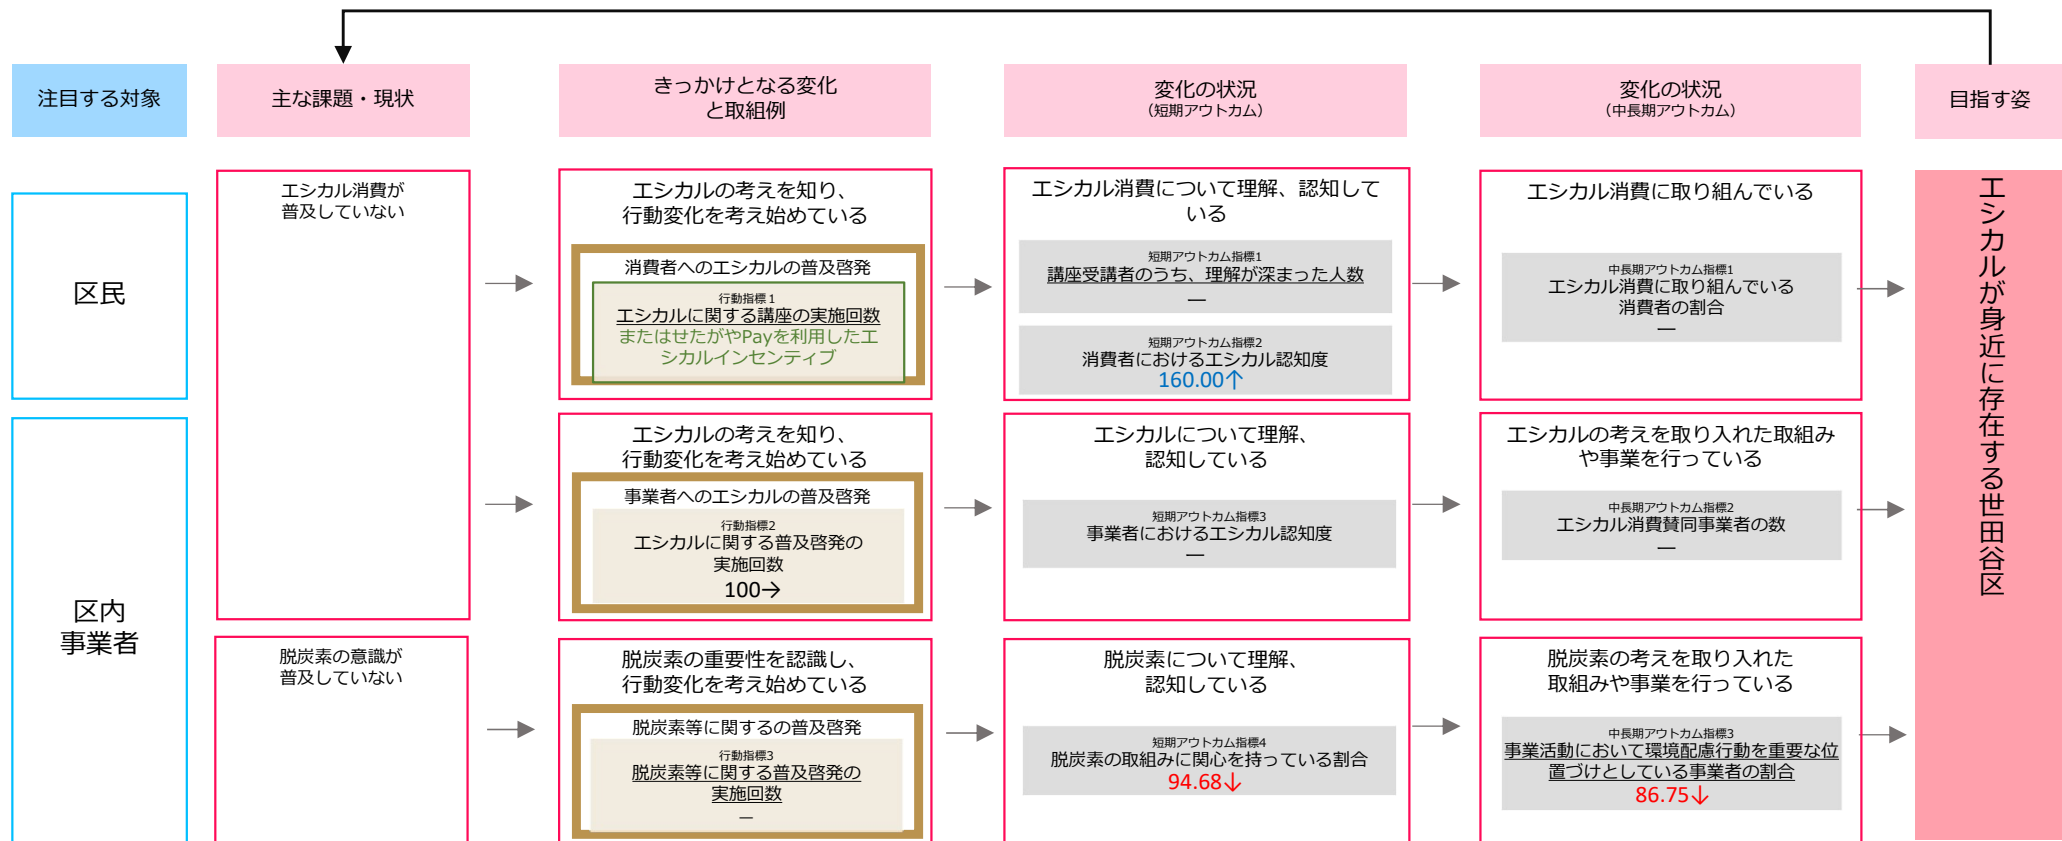 注目する対象
主な課題・現状
きっかけとなる変化
と取組例
変化の状況
（短期アウトカム）
変化の状況
（中長期アウトカム）
目指す姿
区民
エシカル消費が
普及していない
エシカルの考えを知り、
行動変化を考え始めている
消費者へのエシカルの普及啓発
行動指標１
エシカルに関する講座の実施回数
またはせたがやPayを利用したエ
シカルインセンティブ
エシカル消費について理解、認知して
いる
短期アウトカム指標1
講座受講者のうち、理解が深まった人数
―
短期アウトカム指標2
消費者におけるエシカル認知度
160.00↑
エシカル消費に取り組んでいる
中長期アウトカム指標1
エシカル消費に取り組んでいる
消費者の割合
―
エシカルが身近に存在する世田谷区
区内
事業者
エシカルの考えを知り、
行動変化を考え始めている
事業者へのエシカルの普及啓発
行動指標2
エシカルに関する普及啓発の
実施回数
100→
エシカルについて理解、
認知している
短期アウトカム指標3
事業者におけるエシカル認知度
―
エシカルの考えを取り入れた取組み
や事業を行っている
中長期アウトカム指標2
エシカル消費賛同事業者の数
―
脱炭素の意識が
普及していない
脱炭素の重要性を認識し、
行動変化を考え始めている
脱炭素等に関するの普及啓発
行動指標3
脱炭素等に関する普及啓発の
実施回数
―
脱炭素について理解、
認知している
短期アウトカム指標4
脱炭素の取組みに関心を持っている割合
94.68↓
脱炭素の考えを取り入れた
取組みや事業を行っている
中長期アウトカム指標3
事業活動において環境配慮行動を重要な位
置づけとしている事業者の割合
86.75↓